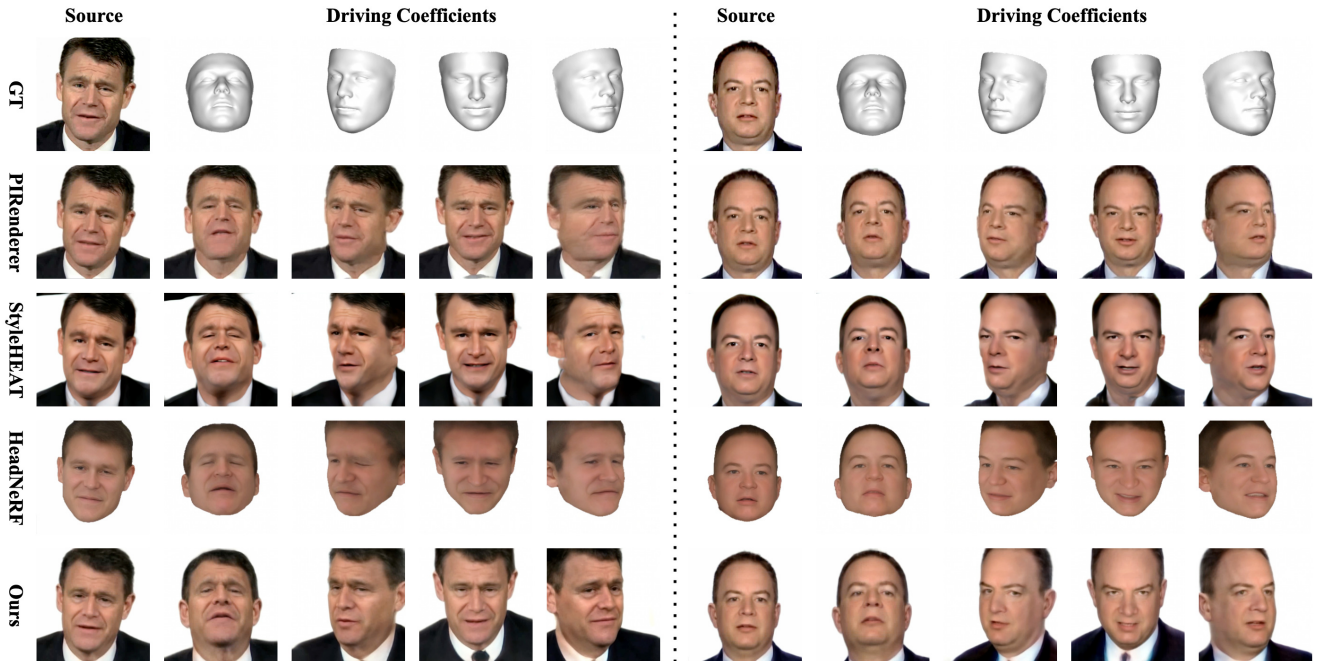 Source
Driving Coefficients
Source
Driving Coefficients
GT
PIRenderer
StyleHEAT
HeadNeRF
Ours